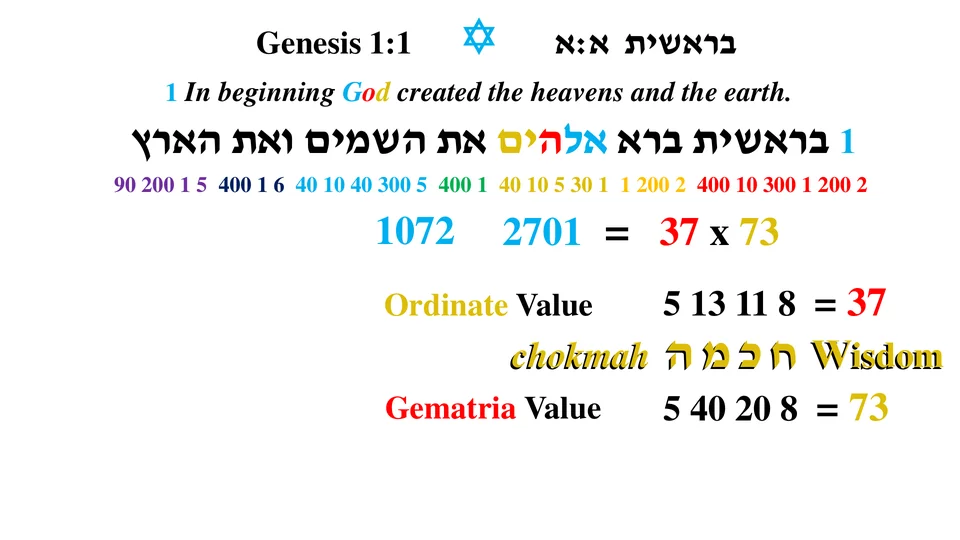 Genesis 1:1 ✡ בראשית א:א
1 In beginning God created the heavens and the earth.
1 בראשית ברא אלהים את השמים ואת הארץ
90 200 1 5 400 1 6 40 10 40 300 5 400 1 40 10 5 30 1 1 200 2 400 10 300 1 200 2
1072 2701 = 37 x 73
Ordinate Value 5 13 11 8 = 37
chokmah ח כ מ ה Wisdom
Gematria Value 5 40 20 8 = 73